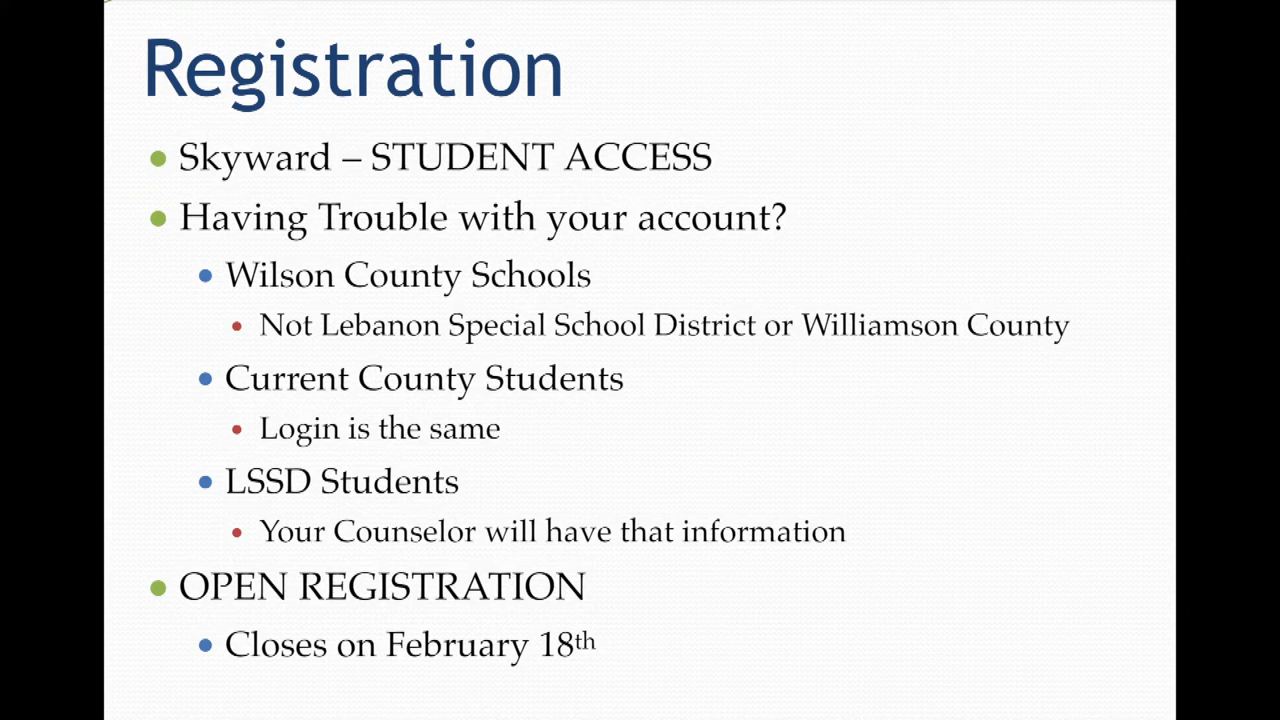 Registration
Skyward – STUDENT ACCESS
Having Trouble with your account?
Wilson County Schools
Not Lebanon Special School District or Williamson County
Current County Students
Login is the same
LSSD Students
Your Counselor will have that information
OPEN REGISTRATION
Closes on February 18th